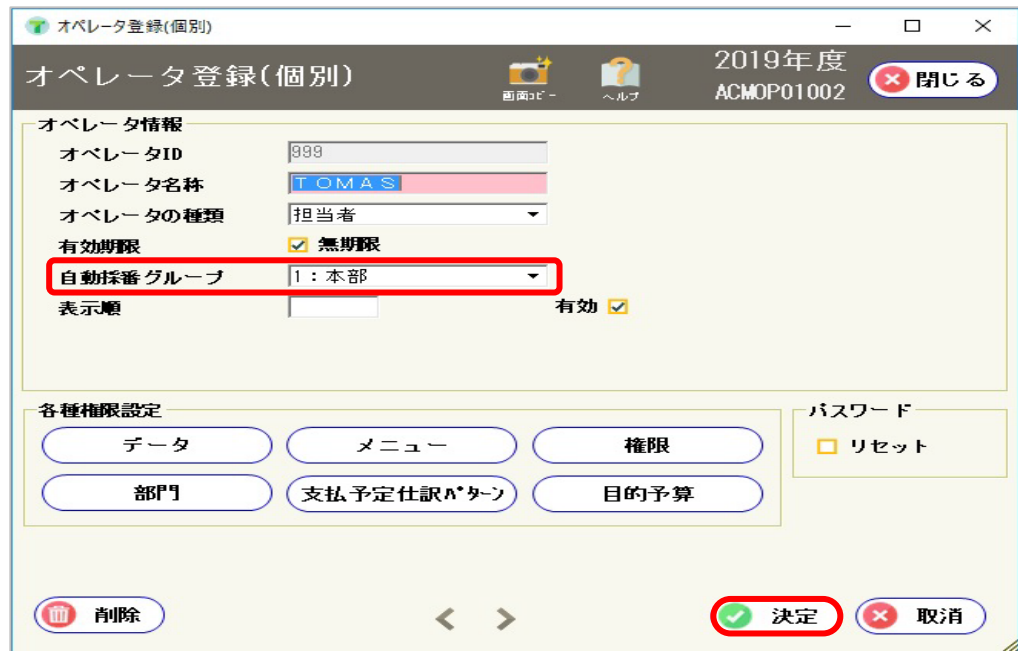 オペレータ登録(個別)
オペレータ登録(個別)
画面コピー
ヘルプ
2019年度
ACMOP01002
閉じる
オペレータ情報
オペレータID
999
オペレータ名称
ＴＯＭＡＳ
オペレータの種類
担当者
有効期限
無期限
自動採番グループ
1：本部
表示順
有効
各種権限設定
データ
メニュー
権限
部門
支払予定仕訳ﾊﾟﾀｰﾝ
目的予算
パスワード
リセット
削除
決定
取消